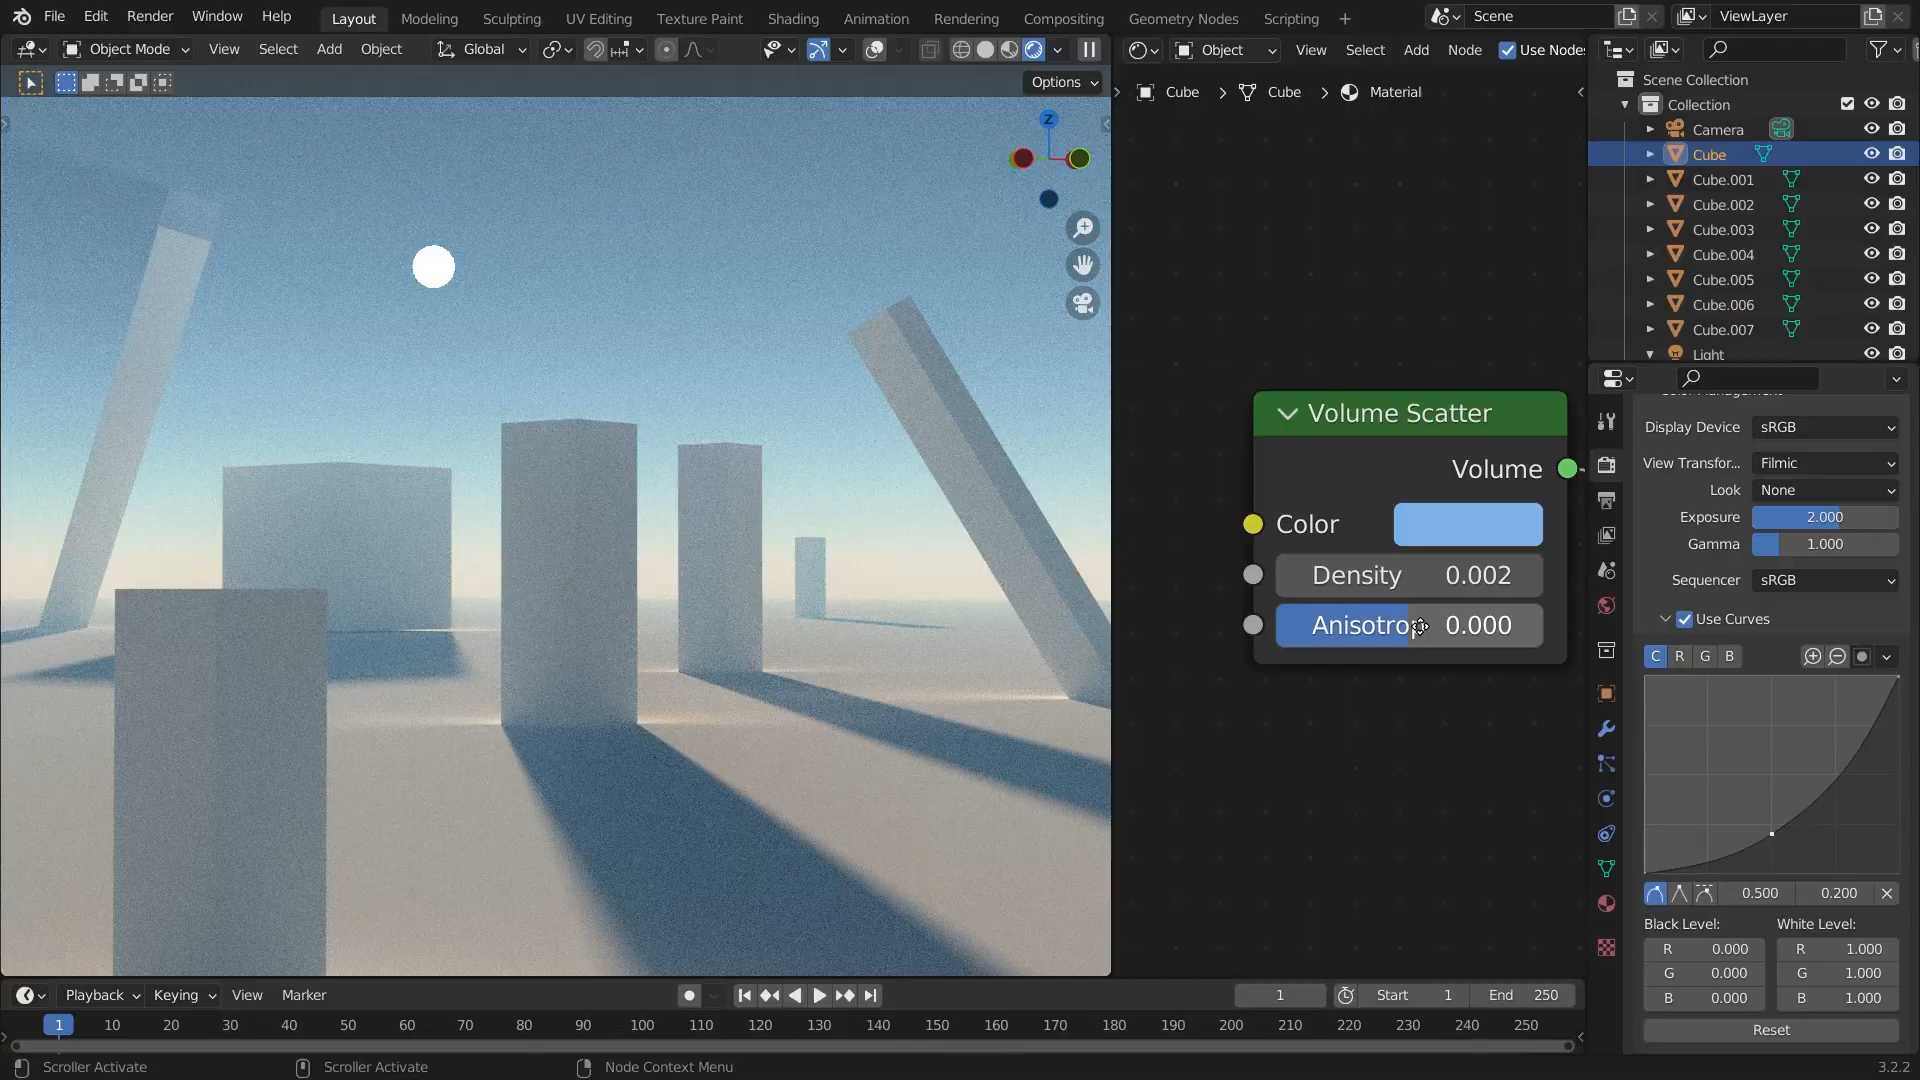 File Edit Render Window Help Layout Modeling Sculpting UV Editing Texture Paint Shading Animation Rendering Compositing Geometry Nodes Scripting + Scene ViewLayer
Object Mode View Select Add Object Global Object View Select Add Node Use Nodes
Options
Cube > Cube > Material
Z
Scene Collection
Collection
Camera
Cube
Cube.001
Cube.002
Cube.003
Cube.004
Cube.005
Cube.006
Cube.007
Light
Volume Scatter
Volume
Color
Density 0.002
Anisotrop 0.000
Display Device sRGB
View Transfor... Filmic
Look None
Exposure 2.000
Gamma 1.000
Sequencer sRGB
Use Curves
C R G B
0.500 0.200
Black Level: White Level:
R 0.000 R 1.000
G 0.000 G 1.000
B 0.000 B 1.000
Reset
Playback Keying View Marker 1 Start 1 End 250
1 10 20 30 40 50 60 70 80 90 100 110 120 130 140 150 160 170 180 190 200 210 220 230 240 250
Scroller Activate Scroller Activate Node Context Menu 3.2.2